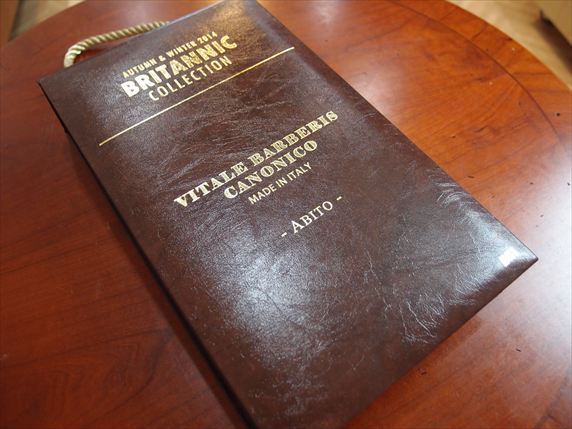 AUTUMN & WINTER 2014
BRITANNIC
COLLECTION
VITALE BARBERIS
CANONICO
MADE IN ITALY
- ABITO -